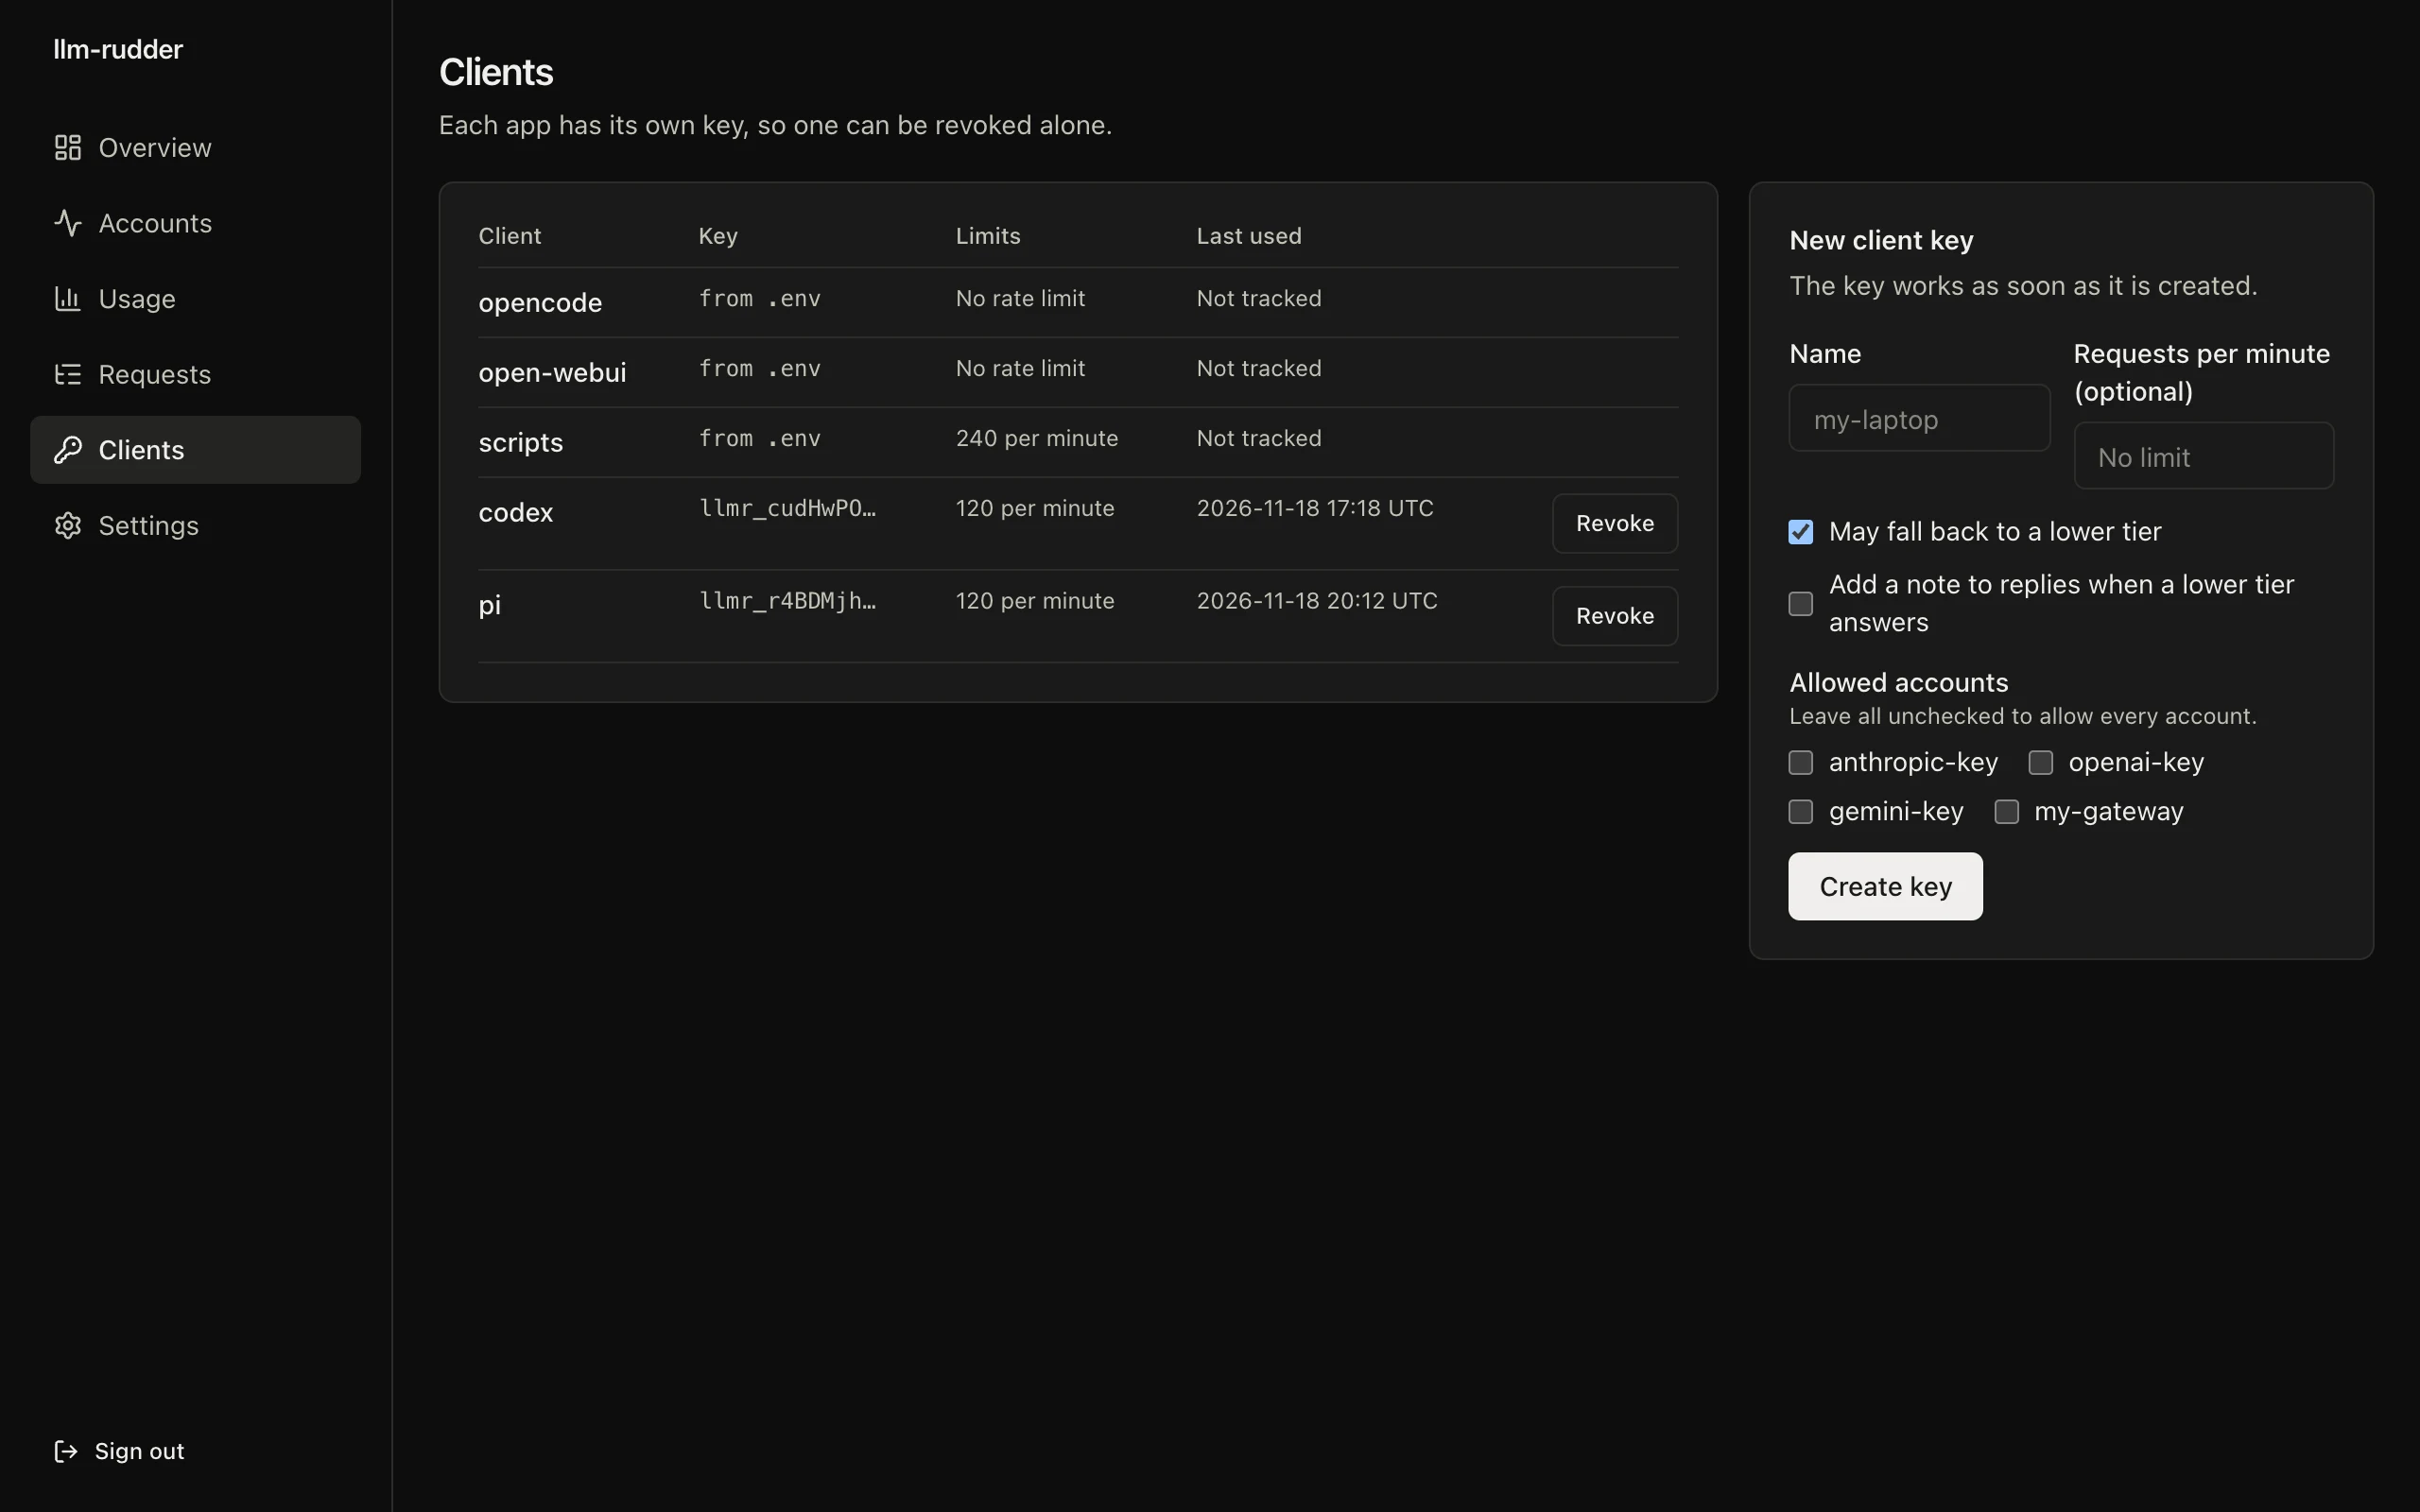 llm-rudder
Overview
Accounts
Usage
Requests
Clients
Settings
Sign out
Clients
Each app has its own key, so one can be revoked alone.
Client Key Limits Last used
opencode from .env No rate limit Not tracked
open-webui from .env No rate limit Not tracked
scripts from .env 240 per minute Not tracked
codex llmr_cudHwPO… 120 per minute 2026-11-18 17:18 UTC Revoke
pi llmr_r4BDMjh… 120 per minute 2026-11-18 20:12 UTC Revoke
New client key
The key works as soon as it is created.
Name
my-laptop
Requests per minute
(optional)
No limit
May fall back to a lower tier
Add a note to replies when a lower tier
answers
Allowed accounts
Leave all unchecked to allow every account.
anthropic-key openai-key
gemini-key my-gateway
Create key